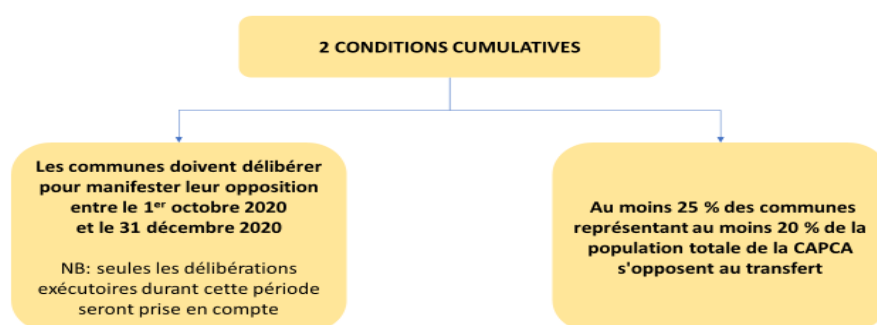 2 CONDITIONS CUMULATIVES
Les communes doivent délibérer
pour manifester leur opposition
entre le 1er octobre 2020
et le 31 décembre 2020
NB: seules les délibérations
exécutoires durant cette période
seront prise en compte
Au moins 25 % des communes
représentant au moins 20 % de la
population totale de la CAPCA
s'opposent au transfert